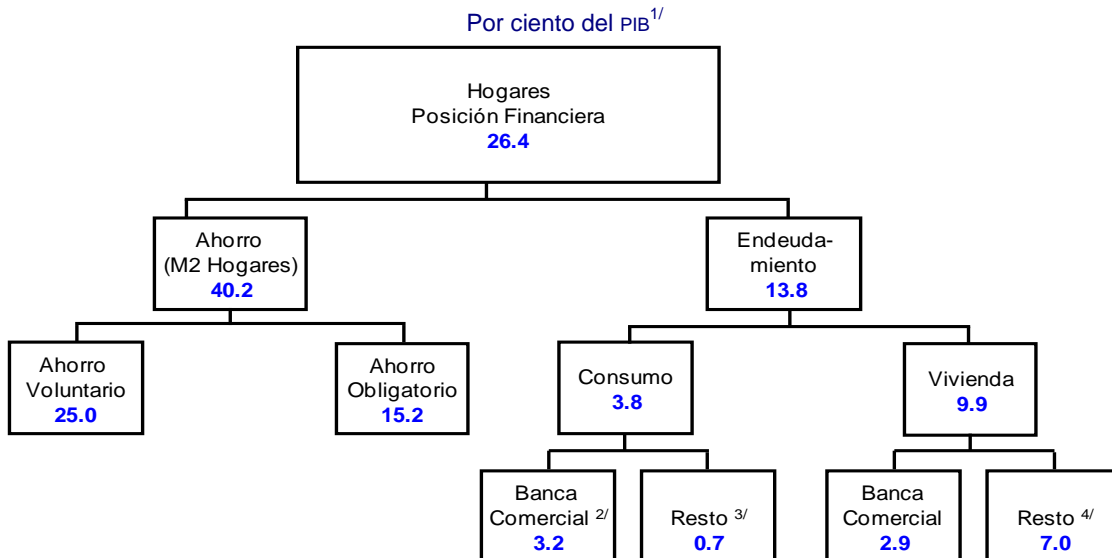 Por ciento del PIB1/
Hogares
Posición Financiera
26.4
Ahorro
(M2 Hogares)
40.2
Endeuda-
miento
13.8
Ahorro
Voluntario
25.0
Ahorro
Obligatorio
15.2
Consumo
3.8
Vivienda
9.9
Banca
Comercial 2/
3.2
Resto 3/
0.7
Banca
Comercial
2.9
Resto 4/
7.0